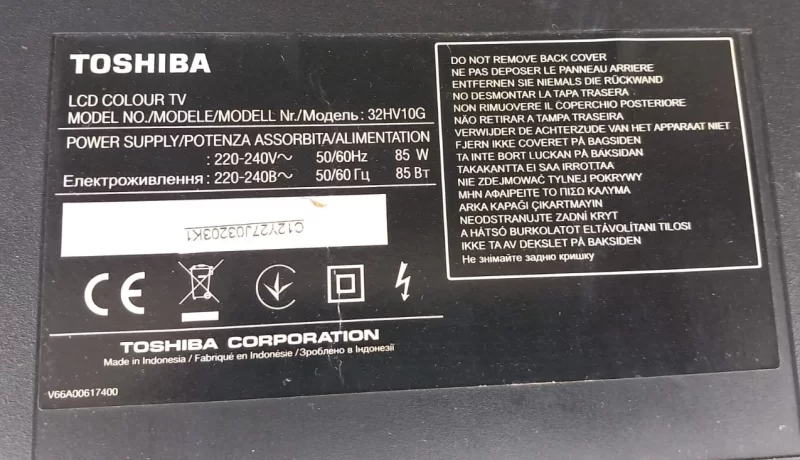 TOSHIBA
LCD COLOUR TV
MODEL NO./MODELE/MODELL Nr./Модель: 32HV10G
POWER SUPPLY/POTENZA ASSORBITA/ALIMENTATION
: 220-240V~ 50/60Hz 85 W
Електроживлення : 220-240В~ 50/60 Гц 85 Вт
C12Y27J03203K1
CE
TOSHIBA CORPORATION
Made in Indonesia / Fabriqué en Indonésie / Зроблено в Індонезії
V66A00617400
DO NOT REMOVE BACK COVER
NE PAS DEPOSER LE PANNEAU ARRIERE
ENTFERNEN SIE NIEMALS DIE RÜCKWAND
NO DESMONTAR LA TAPA TRASERA
NON RIMUOVERE IL COPERCHIO POSTERIORE
NÃO RETIRAR A TAMPA TRASEIRA
VERWIJDER DE ACHTERZIJDE VAN HET APPARAAT NIET
FJERN IKKE COVERET PÅ BAGSIDEN
TA INTE BORT LUCKAN PÅ BAKSIDAN
TAKAKANTTA EI SAA IRROTTAA
NIE ZDEJMOWAĆ TYLNEJ POKRYWY
ΜΗΝ ΑΦΑΙΡΕΙΤΕ ΤΟ ΠΙΣΩ ΚΑΛΥΜΑ
ARKA KAPAĞI ÇIKARTMAYIN
NEODSTRANUJTE ZADNÍ KRYT
A HÁTSÓ BURKOLATOT ELTÁVOLÍTANI TILOSI
IKKE TA AV DEKSLET PÅ BAKSIDEN
Не знімайте задню кришку